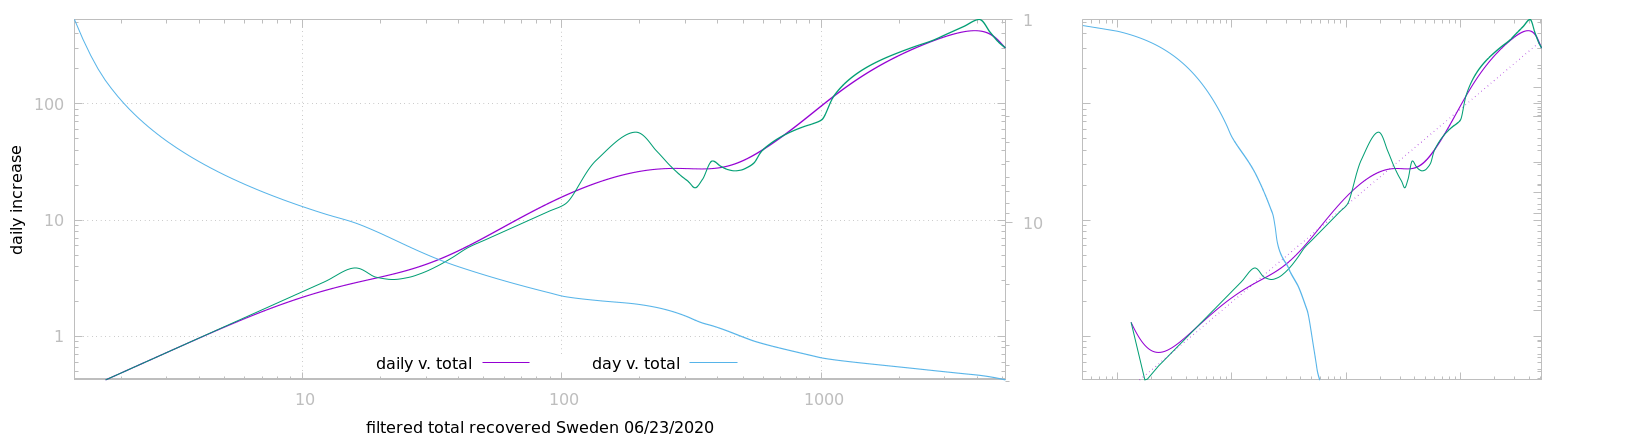 1
100
10
1
daily increase
10
daily v. total
day v. total
10
100
1000
filtered total recovered Sweden 06/23/2020